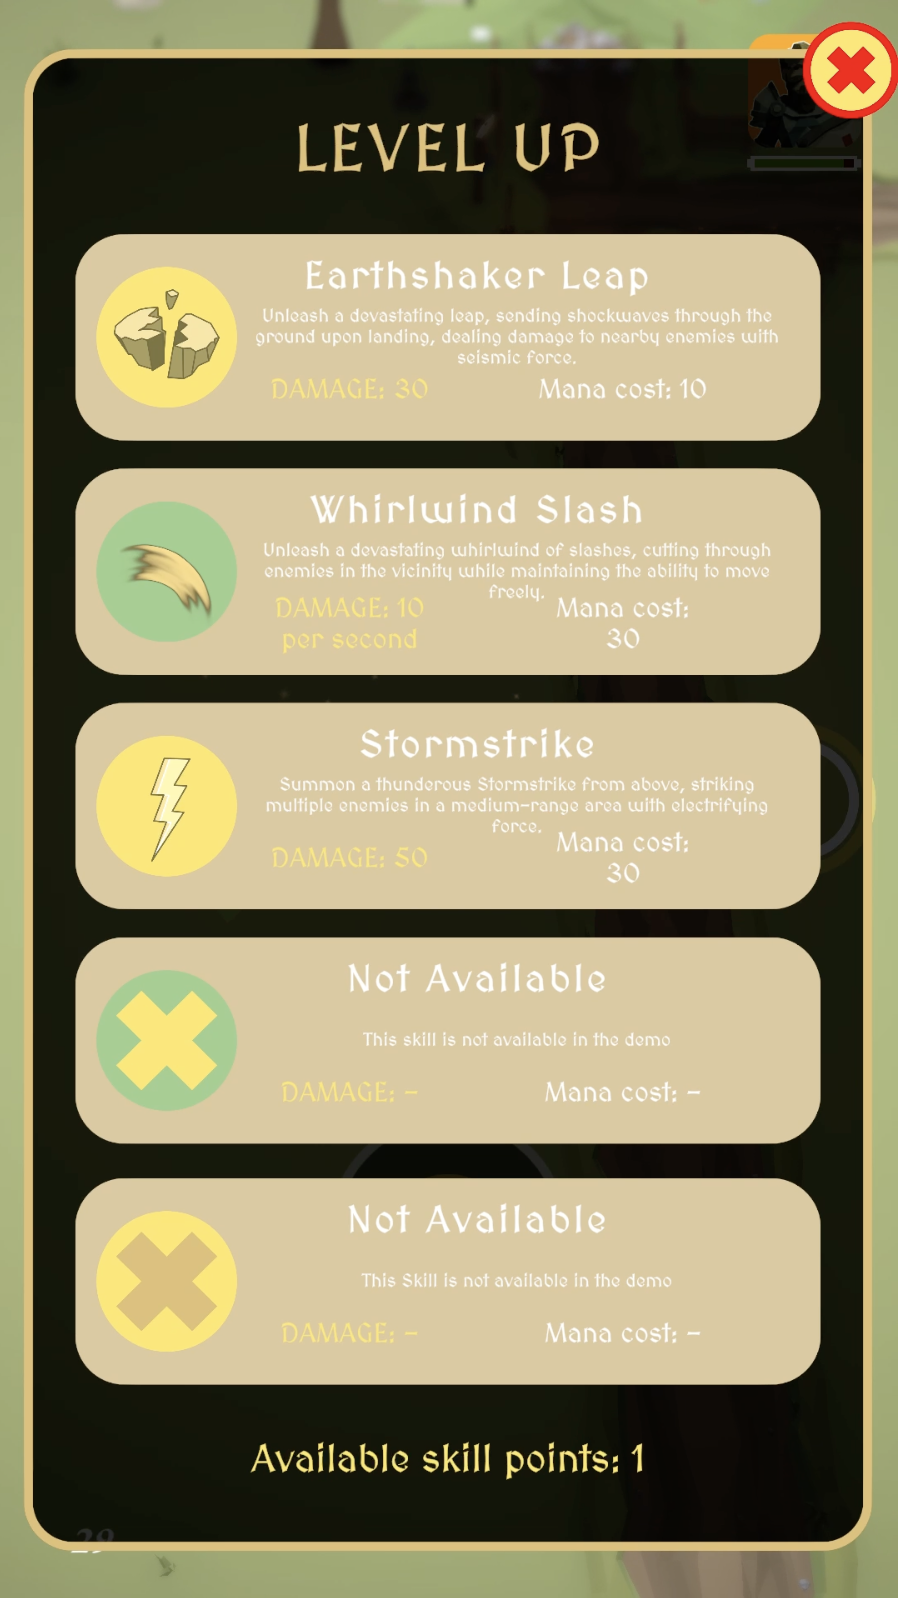 LEVEL UP
Earthshaker Leap
Unleash a devastating leap, sending shockwaves through the
ground upon landing, dealing damage to nearby enemies with
seismic force.
DAMAGE: 30 Mana cost: 10
Whirlwind Slash
Unleash a devastating whirlwind of slashes, cutting through
enemies in the vicinity while maintaining the ability to move
freely.
DAMAGE: 10 Mana cost:
per second 30
Stormstrike
Summon a thunderous Stormstrike from above, striking
multiple enemies in a medium-range area with electrifying
force.
Mana cost:
DAMAGE: 50
30
Not Available
This skill is not available in the demo
DAMAGE: - Mana cost: -
Not Available
This Skill is not available in the demo
DAMAGE: - Mana cost: -
Available skill points: 1
29